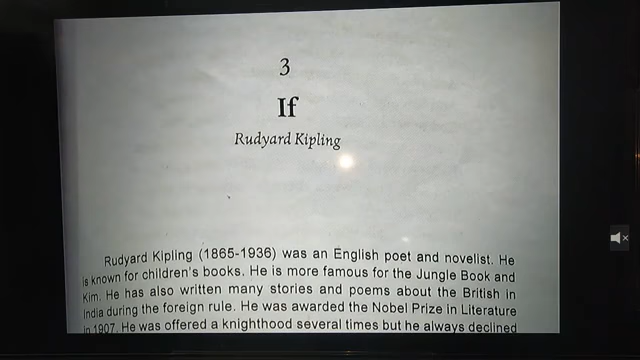 3
If
Rudyard Kipling
Rudyard Kipling (1865-1936) was an English poet and novelist. He
is known for children's books. He is more famous for the Jungle Book and
Kim. He has also written many stories and poems about the British in
India during the foreign rule. He was awarded the Nobel Prize in Literature
in 1907. He was offered a knighthood several times but he always declined